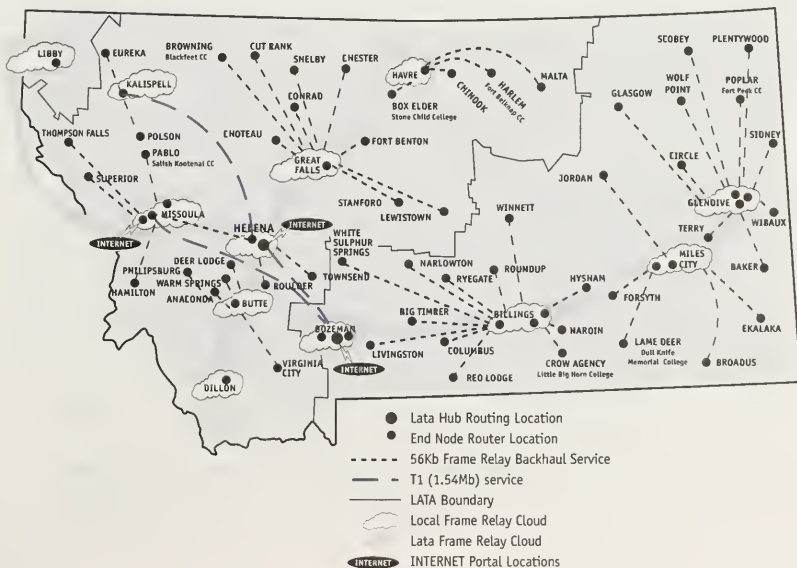 LIBBY
EUREKA
KALISPELL
BROWNING
Blackfeet CC
CUT BANK
SHELBY
CHESTER
CONRAD
CHOTEAU
GREAT FALLS
FORT BENTON
STANFORD
LEWISTOWN
HAVRE
BOX ELDER
Stone Child College
CHINOOK
HARLEM
Fort Belknap CC
MALTA
SCOBEY
PLENTYWOOD
GLASGOW
WOLF
POINT
POPLAR
Fort Peck CC
SIDNEY
CIRCLE
JORDAN
GLENDIVE
WIBAUX
TERRY
BAKER
MILES
CITY
FORSYTH
EKALAKA
LAME DEER
Dull Knife
Memorial College
BROADUS
THOMPSON FALLS
POLSON
PABLO
Salish Kootenai CC
SUPERIOR
MISSOULA
INTERNET
HELENA
INTERNET
WHITE
SULPHUR
SPRINGS
TOWNSEND
BOULDER
PHILIPSBURG
HAMILTON
DEER LODGE
WARM SPRINGS
ANACONDA
BUTTE
VIRGINIA
CITY
DILLON
BOZEMAN
INTERNET
LIVINGSTON
WINNETT
NARLOWTON
RYEGATE
ROUNDUP
BIG TIMBER
COLUMBUS
REO LODGE
BILLINGS
HYSHAM
NAROIN
CROW AGENCY
Little Big Horn College
Lata Hub Routing Location
End Node Router Location
56Kb Frame Relay Backhaul Service
T1 (1.54Mb) service
LATA Boundary
Local Frame Relay Cloud
Lata Frame Relay Cloud
INTERNET INTERNET Portal Locations